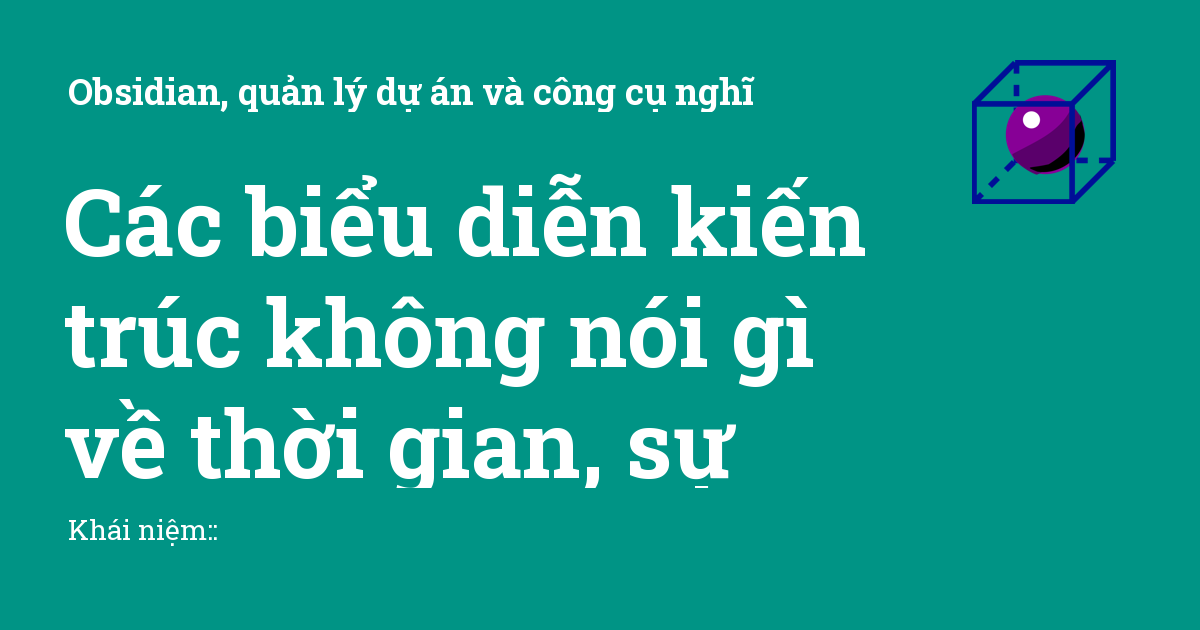 Obsidian, quản lý dự án và công cụ nghĩ
Các biểu diễn kiến
trúc không nói gì
về thời gian, sự
Khái niệm::